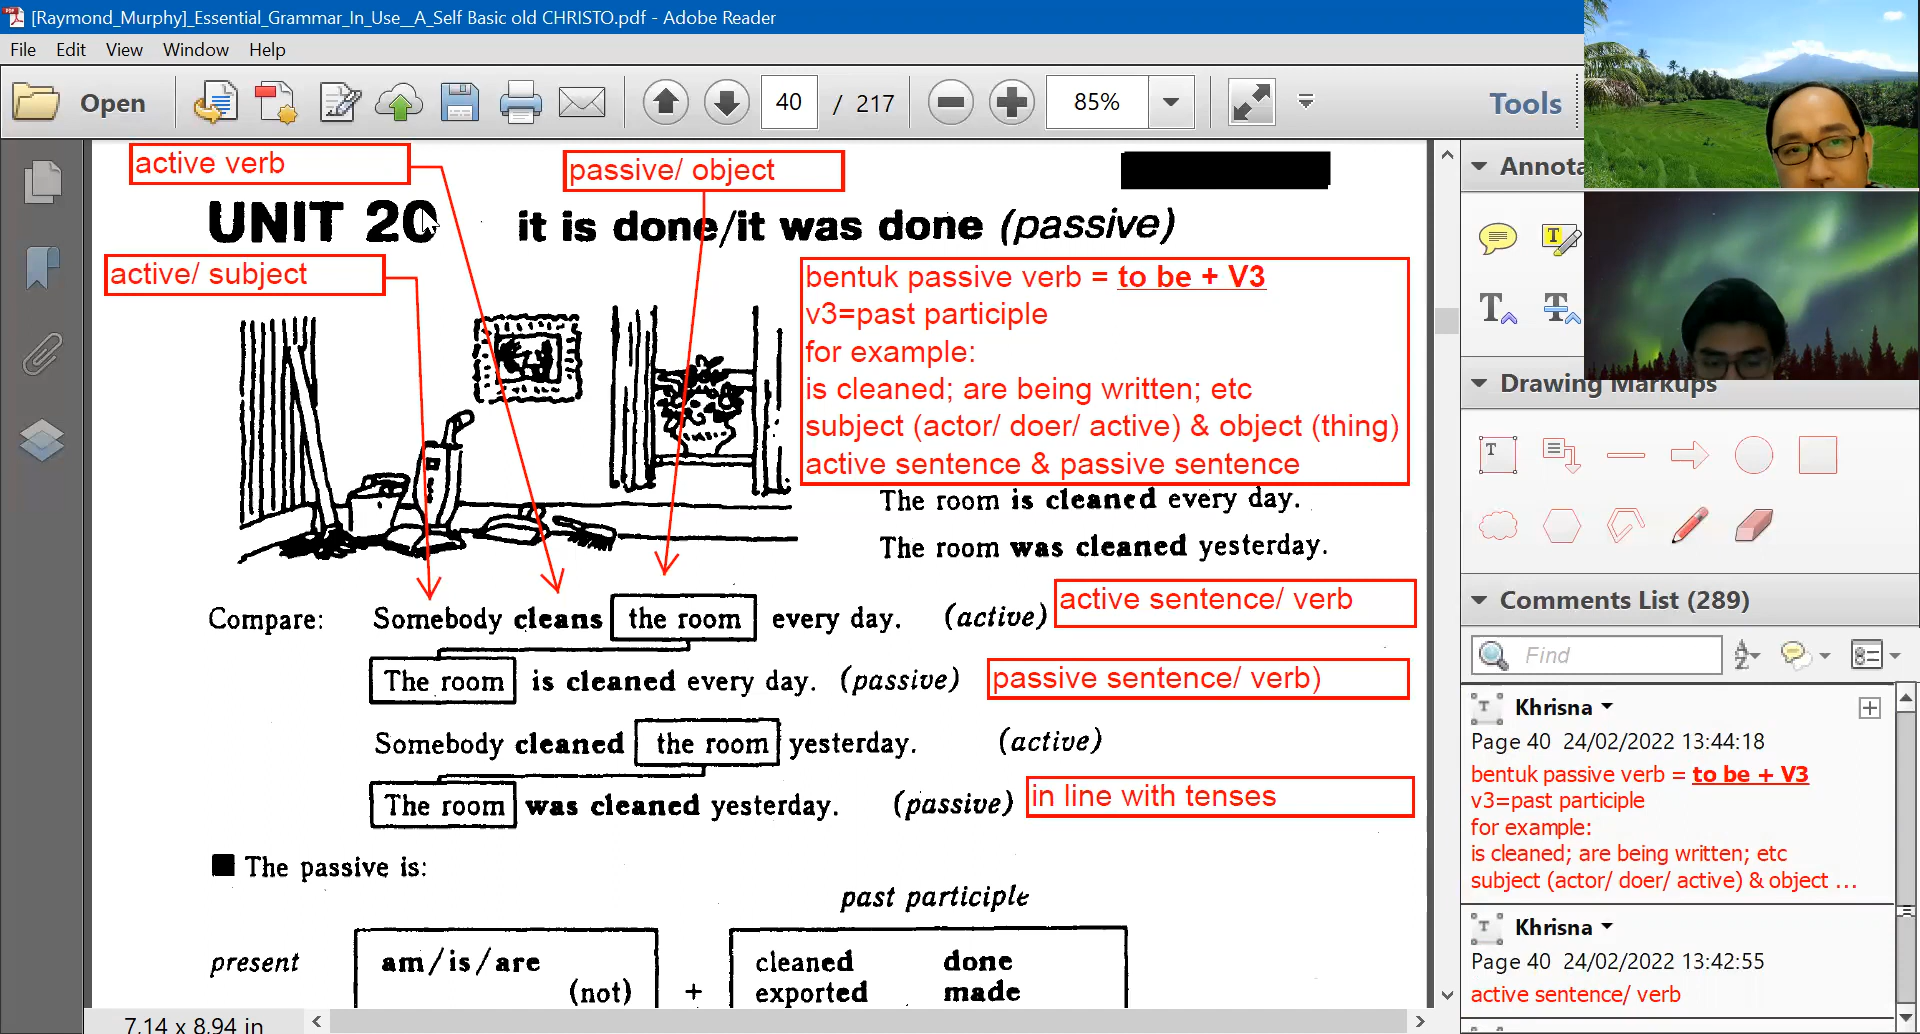 [Raymond_Murphy]_Essential_Grammar_In_Use__A_Self Basic old CHRISTO.pdf - Adobe Reader
File Edit View Window Help
Open
40 / 217
85%
Tools
active verb
passive/ object
UNIT 20 it is done/it was done (passive)
active/ subject
bentuk passive verb = to be + V3
v3=past participle
for example:
is cleaned; are being written; etc
subject (actor/ doer/ active) & object (thing)
active sentence & passive sentence
The room is cleaned every day.
The room was cleaned yesterday.
Compare: Somebody cleans the room every day. (active)
active sentence/ verb
The room is cleaned every day. (passive)
passive sentence/ verb)
Somebody cleaned the room yesterday. (active)
The room was cleaned yesterday. (passive)
in line with tenses
The passive is:
past participle
present am/is/are cleaned done
(not) + exported made
7,14 x 8,94 in
Annota
Drawing Markups
Comments List (289)
Find
Khrisna
Page 40 24/02/2022 13:44:18
bentuk passive verb = to be + V3
v3=past participle
for example:
is cleaned; are being written; etc
subject (actor/ doer/ active) & object ...
Khrisna
Page 40 24/02/2022 13:42:55
active sentence/ verb